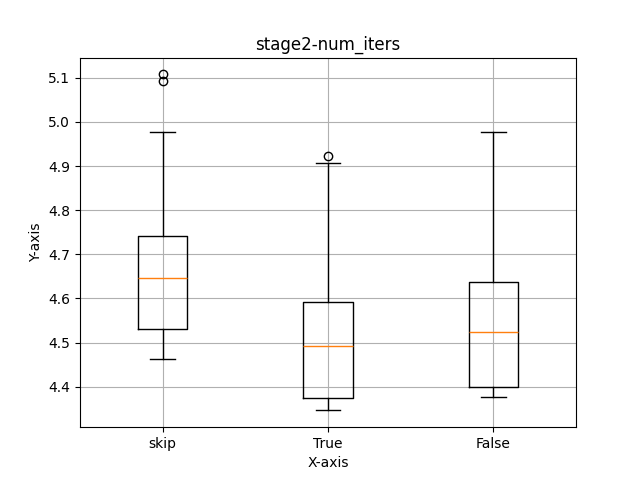 stage2-num_iters
Y-axis
5.1
5.0
4.9
4.8
4.7
4.6
4.5
4.4
skip True False
X-axis